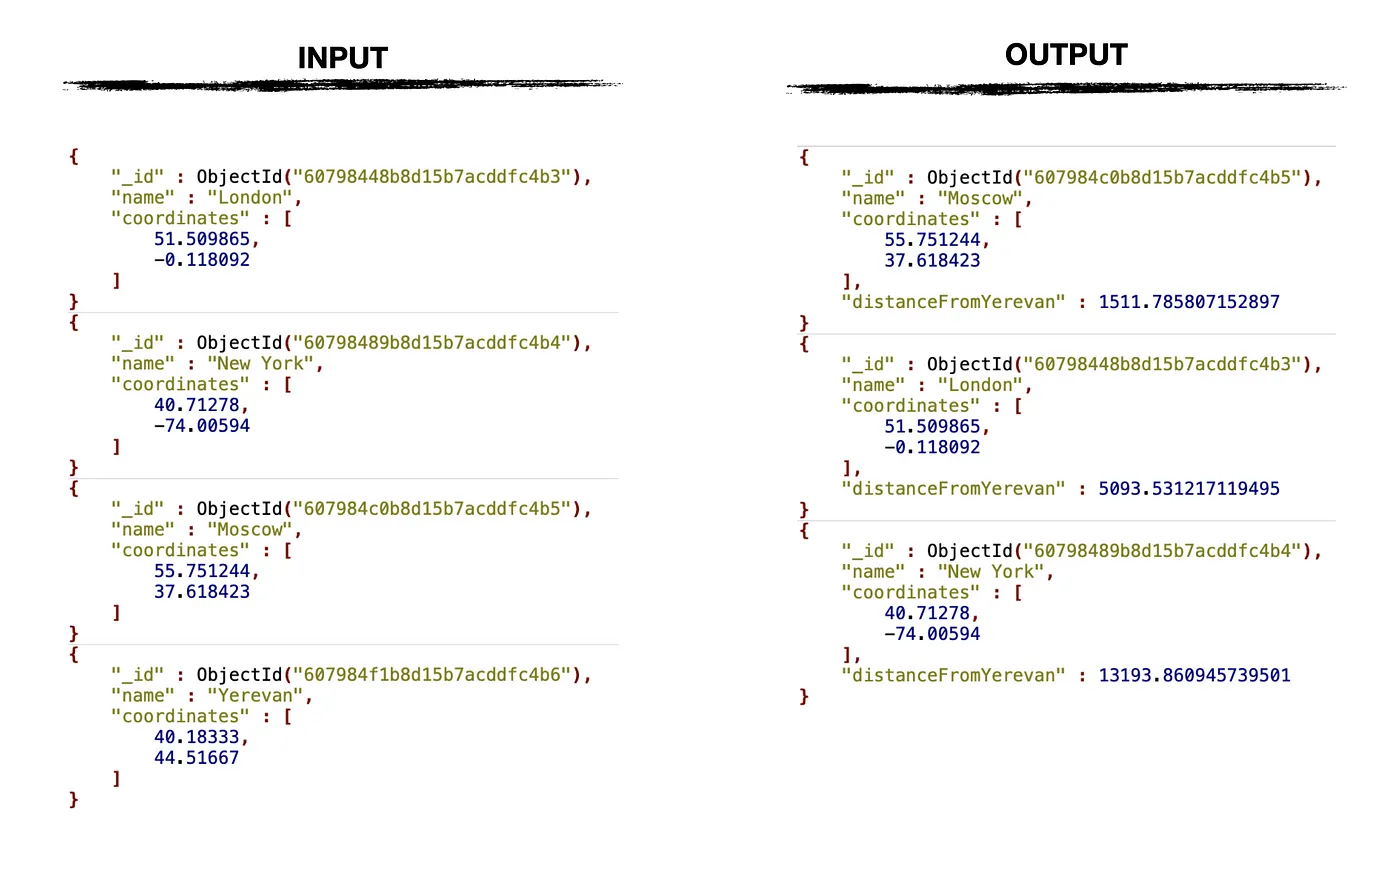 INPUT
{
    "_id" : ObjectId("60798448b8d15b7acddfc4b3"),
    "name" : "London",
    "coordinates" : [
        51.509865,
        -0.118092
    ]
}
{
    "_id" : ObjectId("60798489b8d15b7acddfc4b4"),
    "name" : "New York",
    "coordinates" : [
        40.71278,
        -74.00594
    ]
}
{
    "_id" : ObjectId("607984c0b8d15b7acddfc4b5"),
    "name" : "Moscow",
    "coordinates" : [
        55.751244,
        37.618423
    ]
}
{
    "_id" : ObjectId("607984f1b8d15b7acddfc4b6"),
    "name" : "Yerevan",
    "coordinates" : [
        40.18333,
        44.51667
    ]
}
OUTPUT
{
    "_id" : ObjectId("607984c0b8d15b7acddfc4b5"),
    "name" : "Moscow",
    "coordinates" : [
        55.751244,
        37.618423
    ],
    "distanceFromYerevan" : 1511.785807152897
}
{
    "_id" : ObjectId("60798448b8d15b7acddfc4b3"),
    "name" : "London",
    "coordinates" : [
        51.509865,
        -0.118092
    ],
    "distanceFromYerevan" : 5093.531217119495
}
{
    "_id" : ObjectId("60798489b8d15b7acddfc4b4"),
    "name" : "New York",
    "coordinates" : [
        40.71278,
        -74.00594
    ],
    "distanceFromYerevan" : 13193.860945739501
}